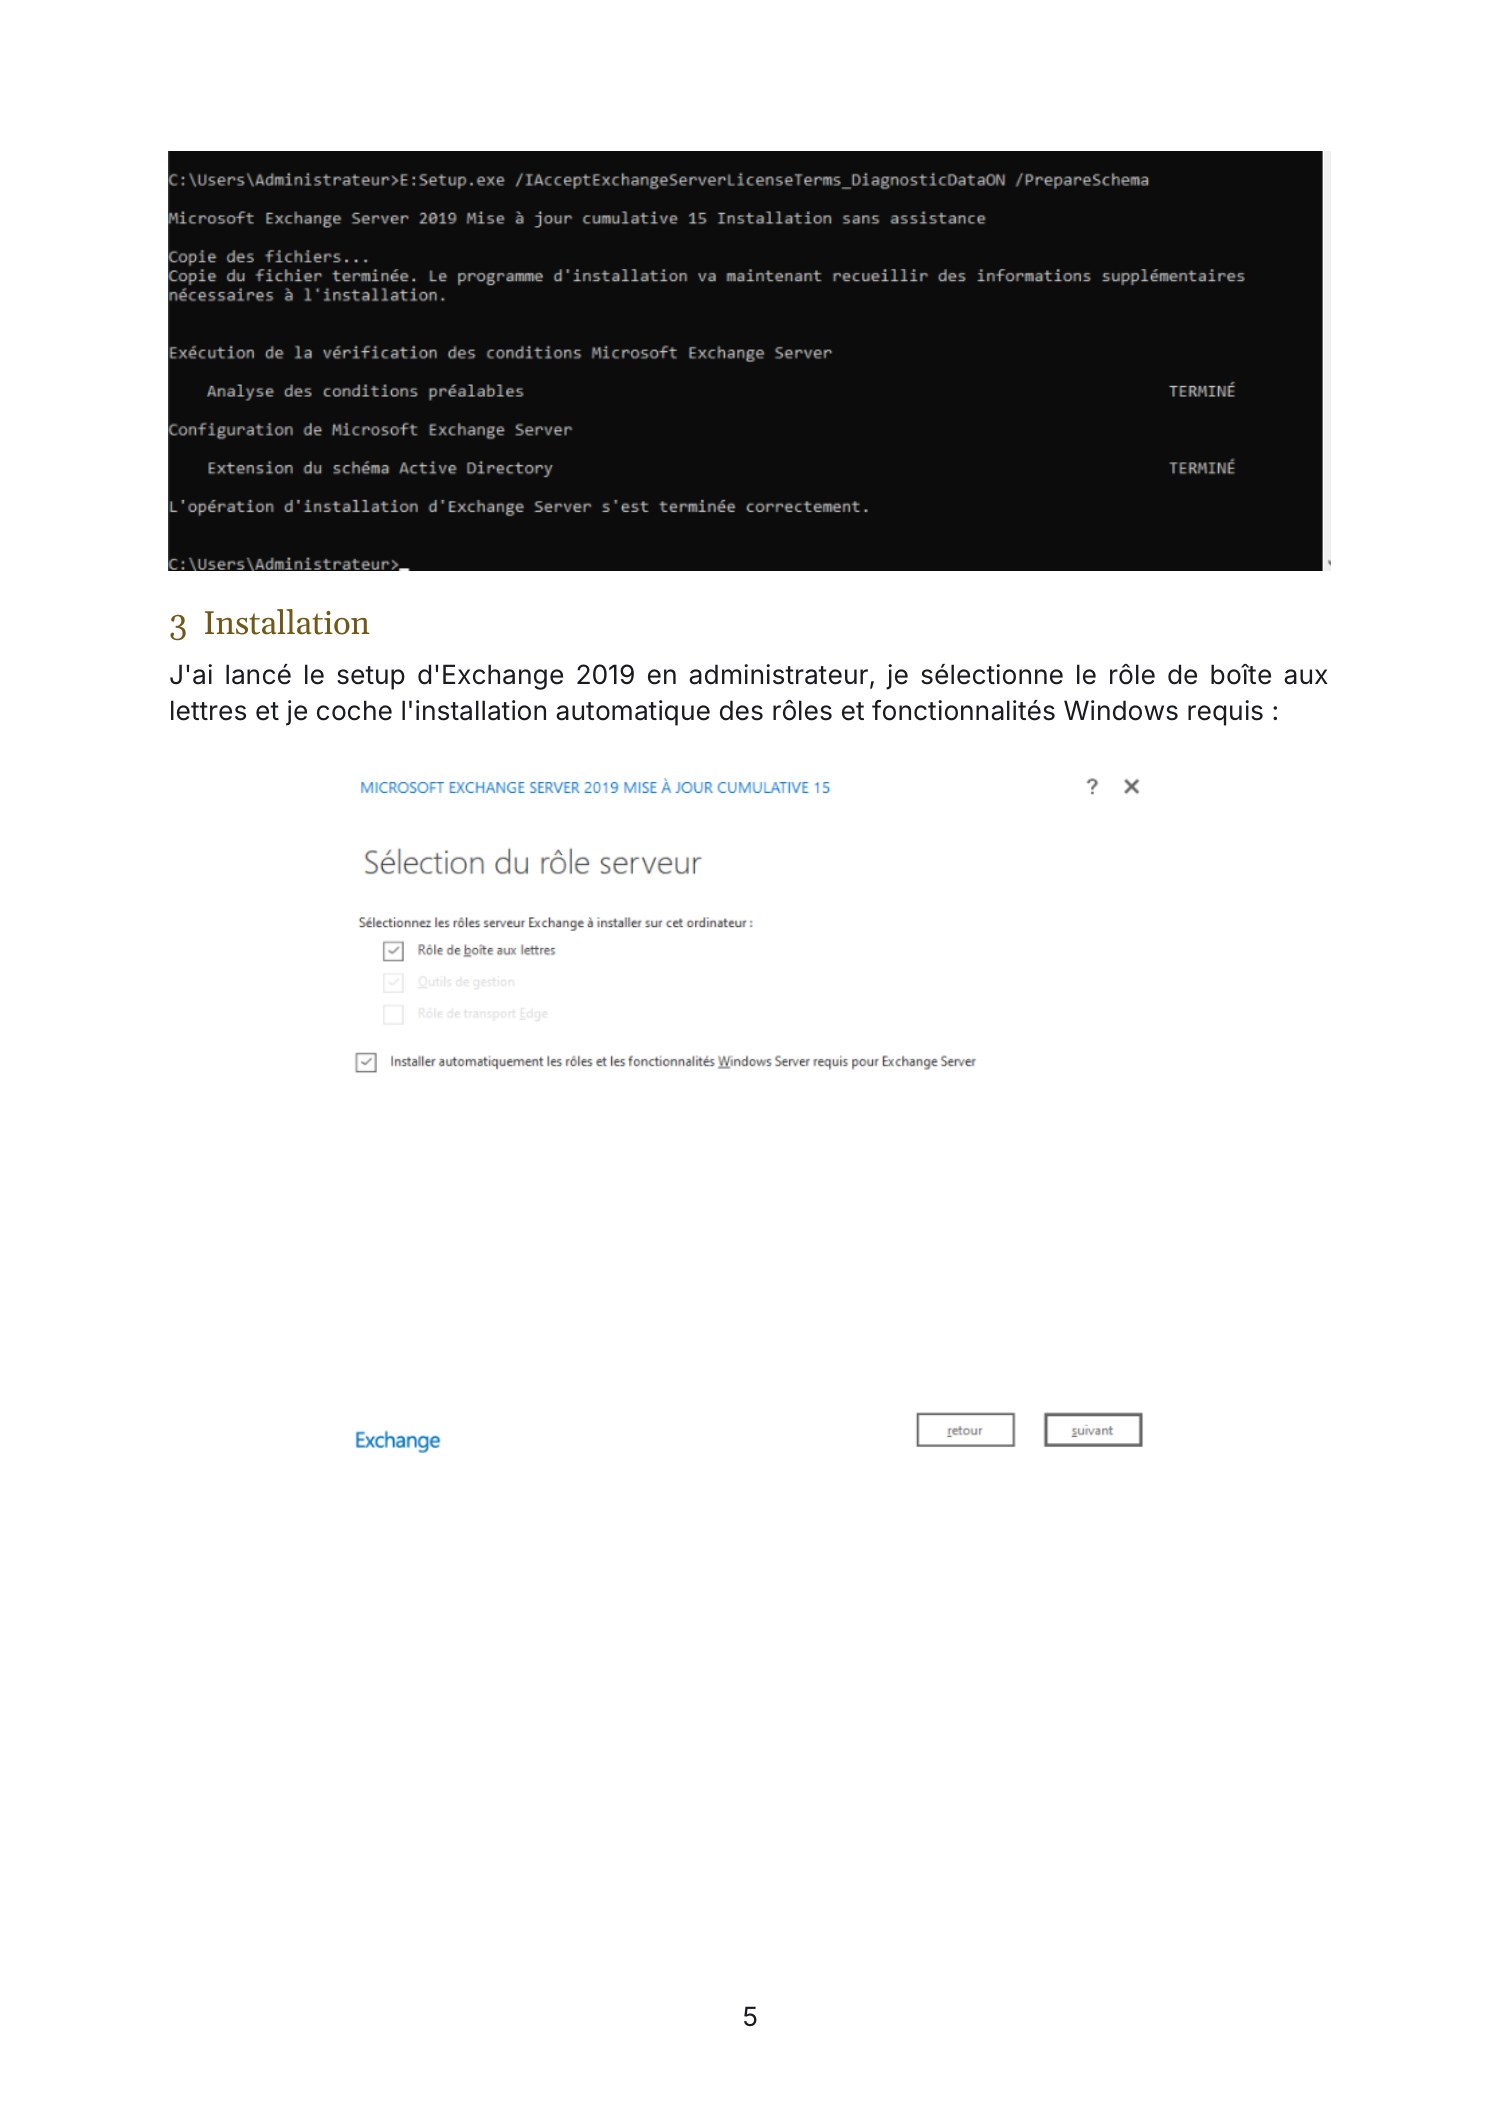 C:\Users\Administrateur>E:Setup.exe /IAcceptExchangeServerLicenseTerms_DiagnosticDataON /PrepareSchema
Microsoft Exchange Server 2019 Mise à jour cumulative 15 Installation sans assistance
Copie des fichiers...
Copie du fichier terminée. Le programme d'installation va maintenant recueillir des informations supplémentaires
nécessaires à l'installation.
Exécution de la vérification des conditions Microsoft Exchange Server
Analyse des conditions préalables TERMINÉ
Configuration de Microsoft Exchange Server
Extension du schéma Active Directory TERMINÉ
L'opération d'installation d'Exchange Server s'est terminée correctement.
C:\Users\Administrateur>_
3 Installation
J'ai lancé le setup d'Exchange 2019 en administrateur, je sélectionne le rôle de boîte aux
lettres et je coche l'installation automatique des rôles et fonctionnalités Windows requis :
MICROSOFT EXCHANGE SERVER 2019 MISE À JOUR CUMULATIVE 15 ? ✕
Sélection du rôle serveur
Sélectionnez les rôles serveur Exchange à installer sur cet ordinateur :
Rôle de boîte aux lettres
Outils de gestion
Rôle de transport Edge
Installer automatiquement les rôles et les fonctionnalités Windows Server requis pour Exchange Server
Exchange retour suivant
5